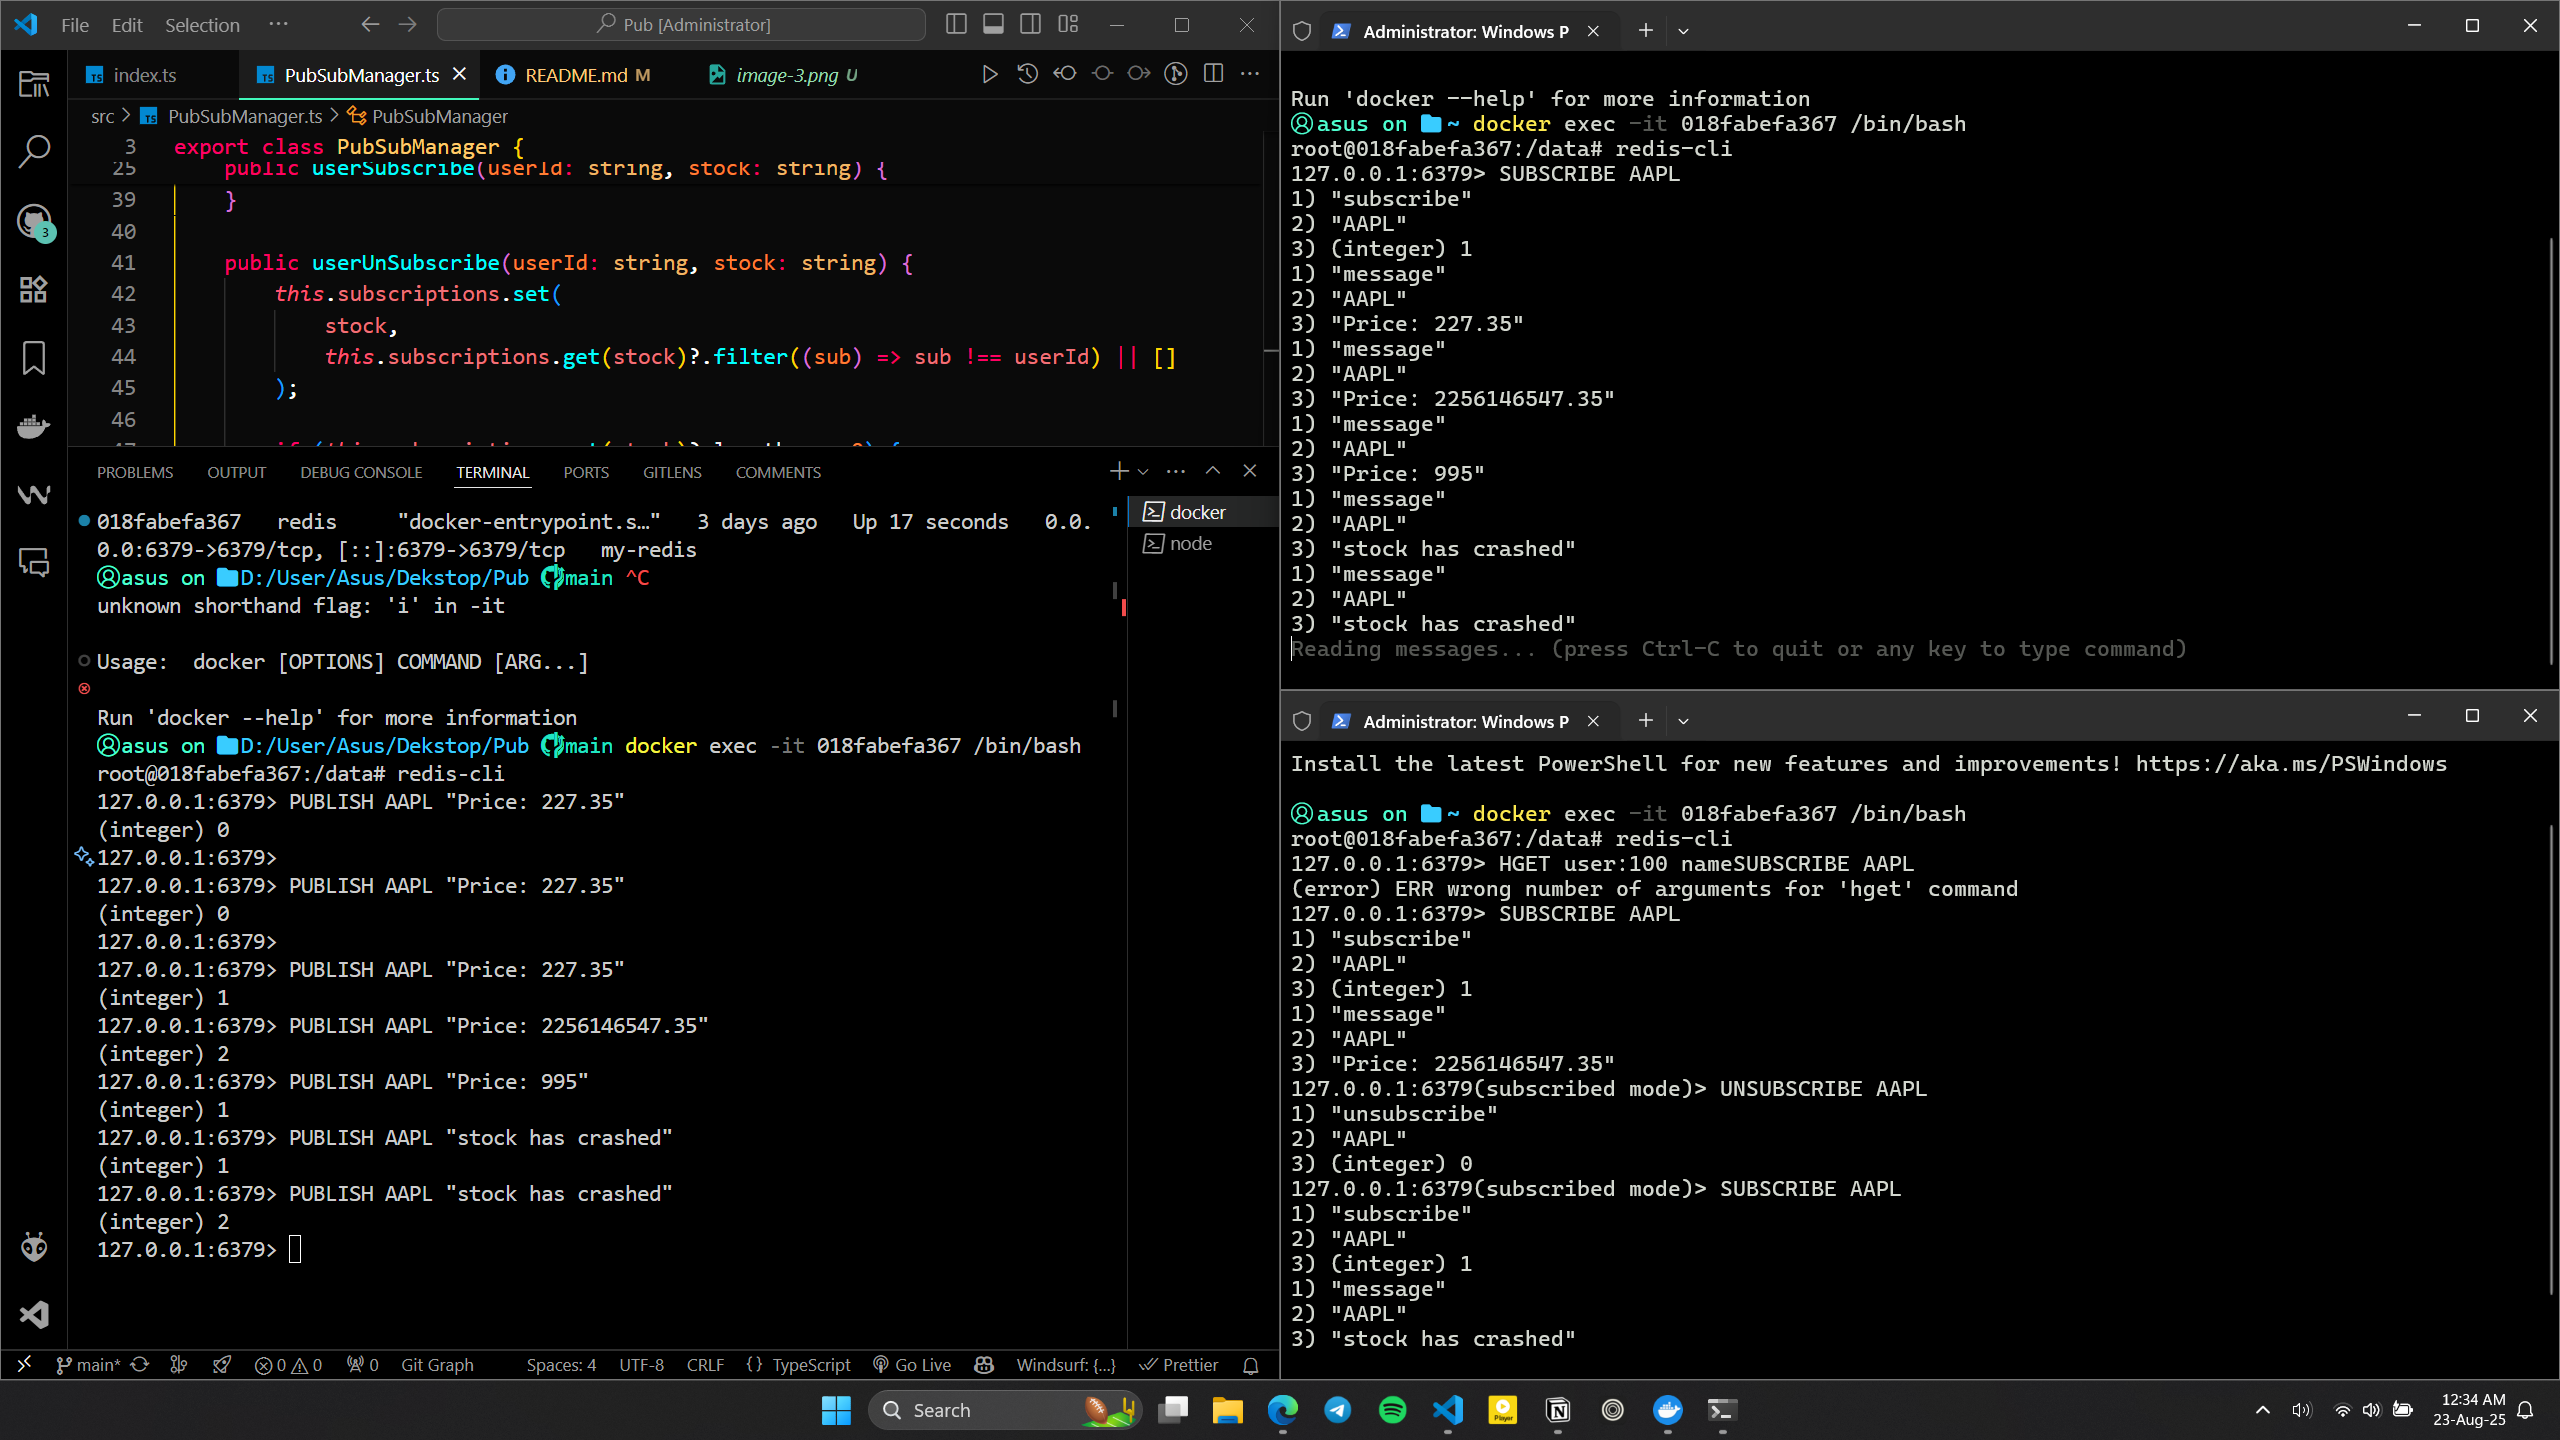 File Edit Selection ··· Pub [Administrator]
index.ts PubSubManager.ts README.md M image-3.png U
src > PubSubManager.ts > PubSubManager
3 export class PubSubManager {
25 public userSubscribe(userId: string, stock: string) {
39 }
40
41 public userUnSubscribe(userId: string, stock: string) {
42 this.subscriptions.set(
43 stock,
44 this.subscriptions.get(stock)?.filter((sub) => sub !== userId) || []
45 );
46
PROBLEMS OUTPUT DEBUG CONSOLE TERMINAL PORTS GITLENS COMMENTS
018fabefa367 redis "docker-entrypoint.s…" 3 days ago Up 17 seconds 0.0.
0.0:6379->6379/tcp, [::]:6379->6379/tcp my-redis
asus on D:/User/Asus/Dekstop/Pub main ^C
unknown shorthand flag: 'i' in -it
Usage: docker [OPTIONS] COMMAND [ARG...]
Run 'docker --help' for more information
asus on D:/User/Asus/Dekstop/Pub main docker exec -it 018fabefa367 /bin/bash
root@018fabefa367:/data# redis-cli
127.0.0.1:6379> PUBLISH AAPL "Price: 227.35"
(integer) 0
127.0.0.1:6379>
127.0.0.1:6379> PUBLISH AAPL "Price: 227.35"
(integer) 0
127.0.0.1:6379>
127.0.0.1:6379> PUBLISH AAPL "Price: 227.35"
(integer) 1
127.0.0.1:6379> PUBLISH AAPL "Price: 2256146547.35"
(integer) 2
127.0.0.1:6379> PUBLISH AAPL "Price: 995"
(integer) 1
127.0.0.1:6379> PUBLISH AAPL "stock has crashed"
(integer) 1
127.0.0.1:6379> PUBLISH AAPL "stock has crashed"
(integer) 2
127.0.0.1:6379>
docker
node
3
main* 0 0 0 Git Graph Spaces: 4 UTF-8 CRLF {} TypeScript Go Live Windsurf: {...} Prettier
Administrator: Windows P
Run 'docker --help' for more information
asus on ~ docker exec -it 018fabefa367 /bin/bash
root@018fabefa367:/data# redis-cli
127.0.0.1:6379> SUBSCRIBE AAPL
1) "subscribe"
2) "AAPL"
3) (integer) 1
1) "message"
2) "AAPL"
3) "Price: 227.35"
1) "message"
2) "AAPL"
3) "Price: 2256146547.35"
1) "message"
2) "AAPL"
3) "Price: 995"
1) "message"
2) "AAPL"
3) "stock has crashed"
1) "message"
2) "AAPL"
3) "stock has crashed"
Reading messages... (press Ctrl-C to quit or any key to type command)
Administrator: Windows P
Install the latest PowerShell for new features and improvements! https://aka.ms/PSWindows
asus on ~ docker exec -it 018fabefa367 /bin/bash
root@018fabefa367:/data# redis-cli
127.0.0.1:6379> HGET user:100 nameSUBSCRIBE AAPL
(error) ERR wrong number of arguments for 'hget' command
127.0.0.1:6379> SUBSCRIBE AAPL
1) "subscribe"
2) "AAPL"
3) (integer) 1
1) "message"
2) "AAPL"
3) "Price: 2256146547.35"
127.0.0.1:6379(subscribed mode)> UNSUBSCRIBE AAPL
1) "unsubscribe"
2) "AAPL"
3) (integer) 0
127.0.0.1:6379(subscribed mode)> SUBSCRIBE AAPL
1) "subscribe"
2) "AAPL"
3) (integer) 1
1) "message"
2) "AAPL"
3) "stock has crashed"
Search
Player
12:34 AM
23-Aug-25